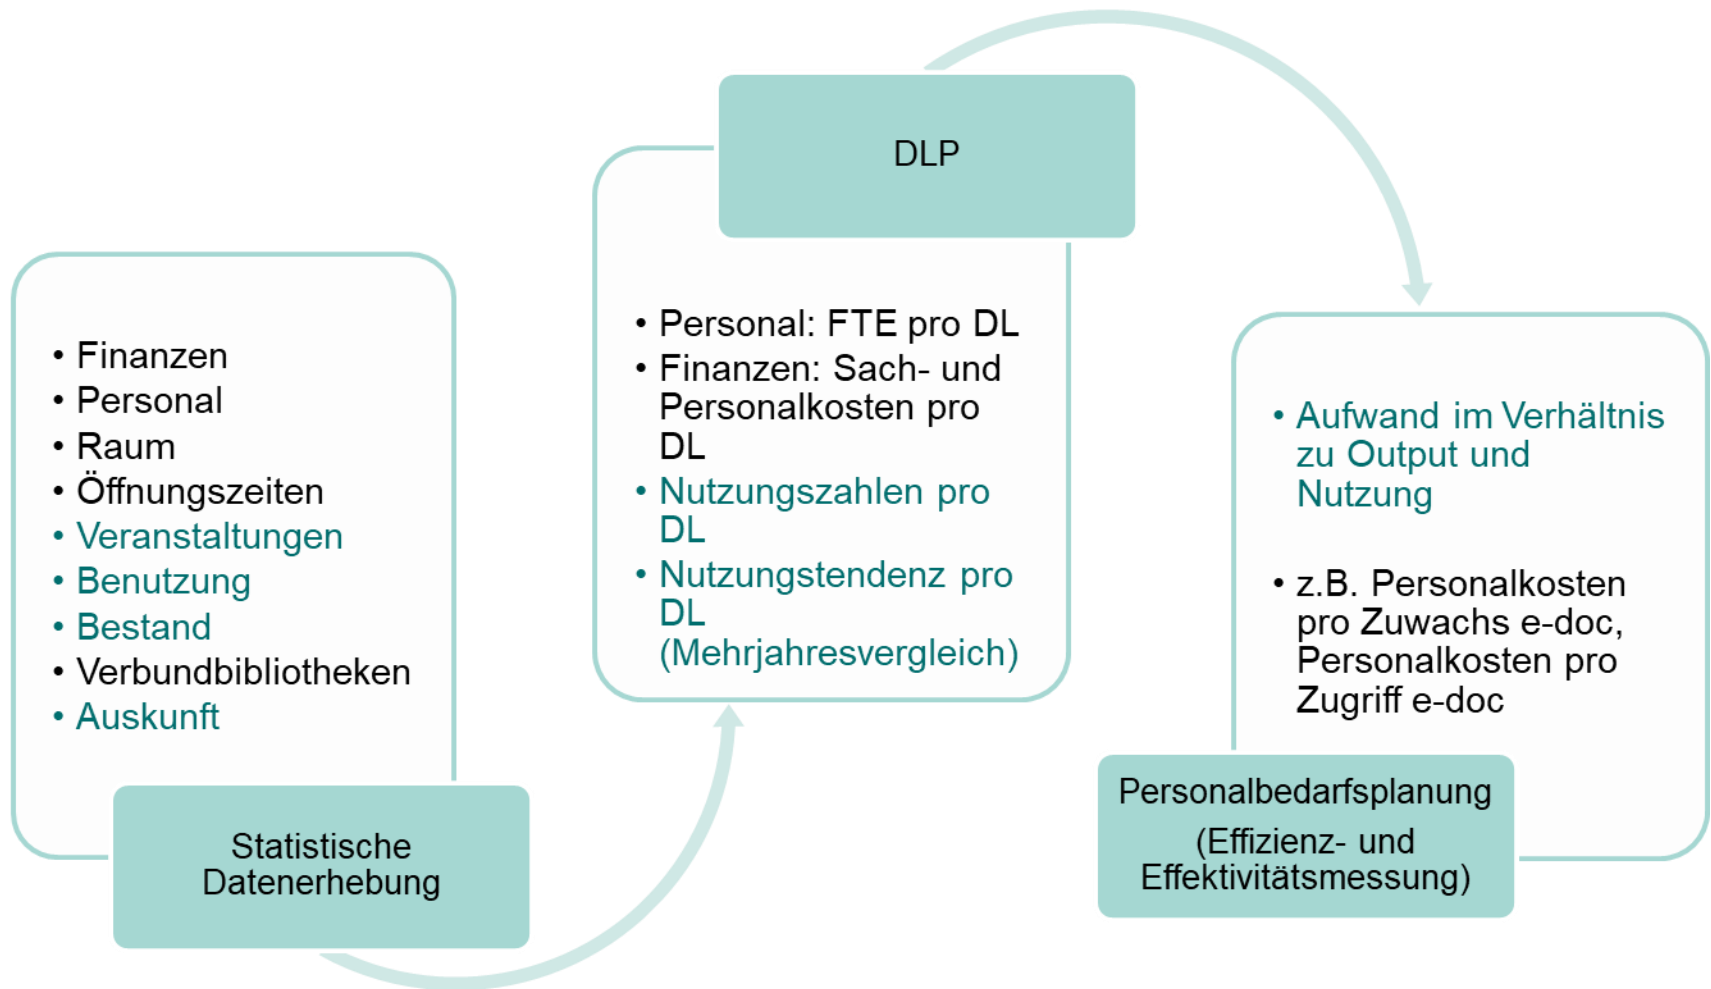 • Finanzen
• Personal
• Raum
• Öffnungszeiten
• Veranstaltungen
• Benutzung
• Bestand
• Verbundbibliotheken
• Auskunft
Statistische
Datenerhebung
DLP
• Personal: FTE pro DL
• Finanzen: Sach- und
Personalkosten pro
DL
• Nutzungszahlen pro
DL
• Nutzungstendenz pro
DL
(Mehrjahresvergleich)
• Aufwand im Verhältnis
zu Output und
Nutzung
• z.B. Personalkosten
pro Zuwachs e-doc,
Personalkosten pro
Zugriff e-doc
Personalbedarfsplanung
(Effizienz- und
Effektivitätsmessung)